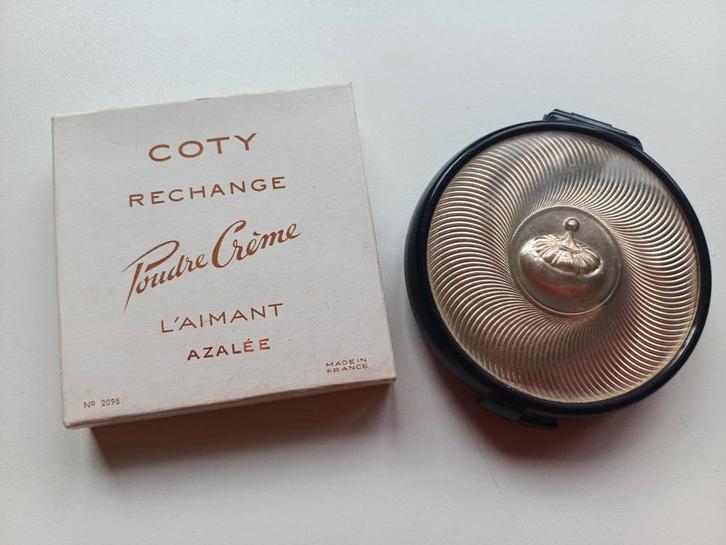 COTY
RECHANGE
Poudre Crème
L'AIMANT
AZALÉE
MADE IN
FRANCE
Nº 2098